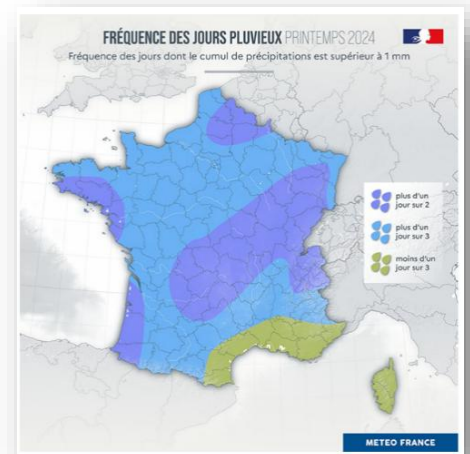 FRÉQUENCE DES JOURS PLUVIEUX PRINTEMPS 2024
Fréquence des jours dont le cumul de précipitations est supérieur à 1 mm
plus d'un
jour sur 2
plus d'un
jour sur 3
moins d'un
jour sur 3
METEO FRANCE